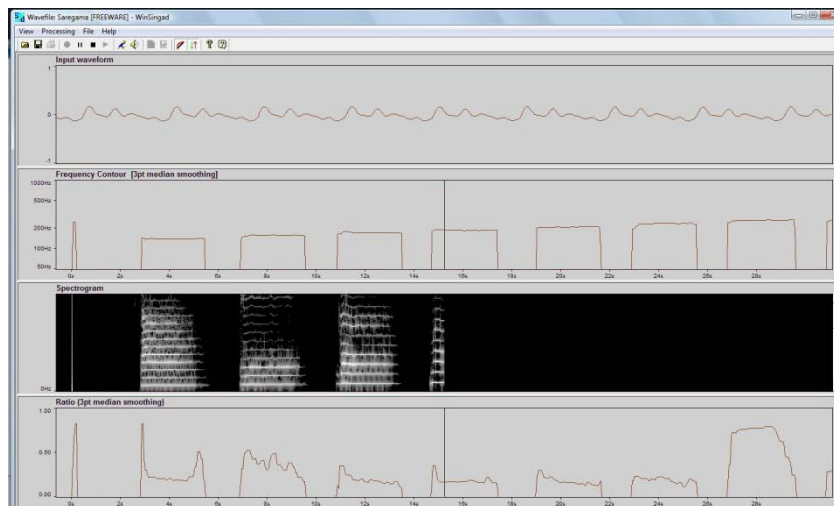 Wavefile: Saregama [FREEWARE] - WinSingad
View Processing File Help
Input waveform
1
0
-1
Frequency Contour [3pt median smoothing]
1000Hz
500Hz
250Hz
100Hz
50Hz
0s 2s 4s 6s 8s 10s 12s 14s 16s 18s 20s 22s 24s 26s 28s
Spectrogram
0Hz
Ratio (3pt median smoothing)
1.00
0.50
0.00
0s 2s 4s 6s 8s 10s 12s 14s 16s 18s 20s 22s 24s 26s 28s